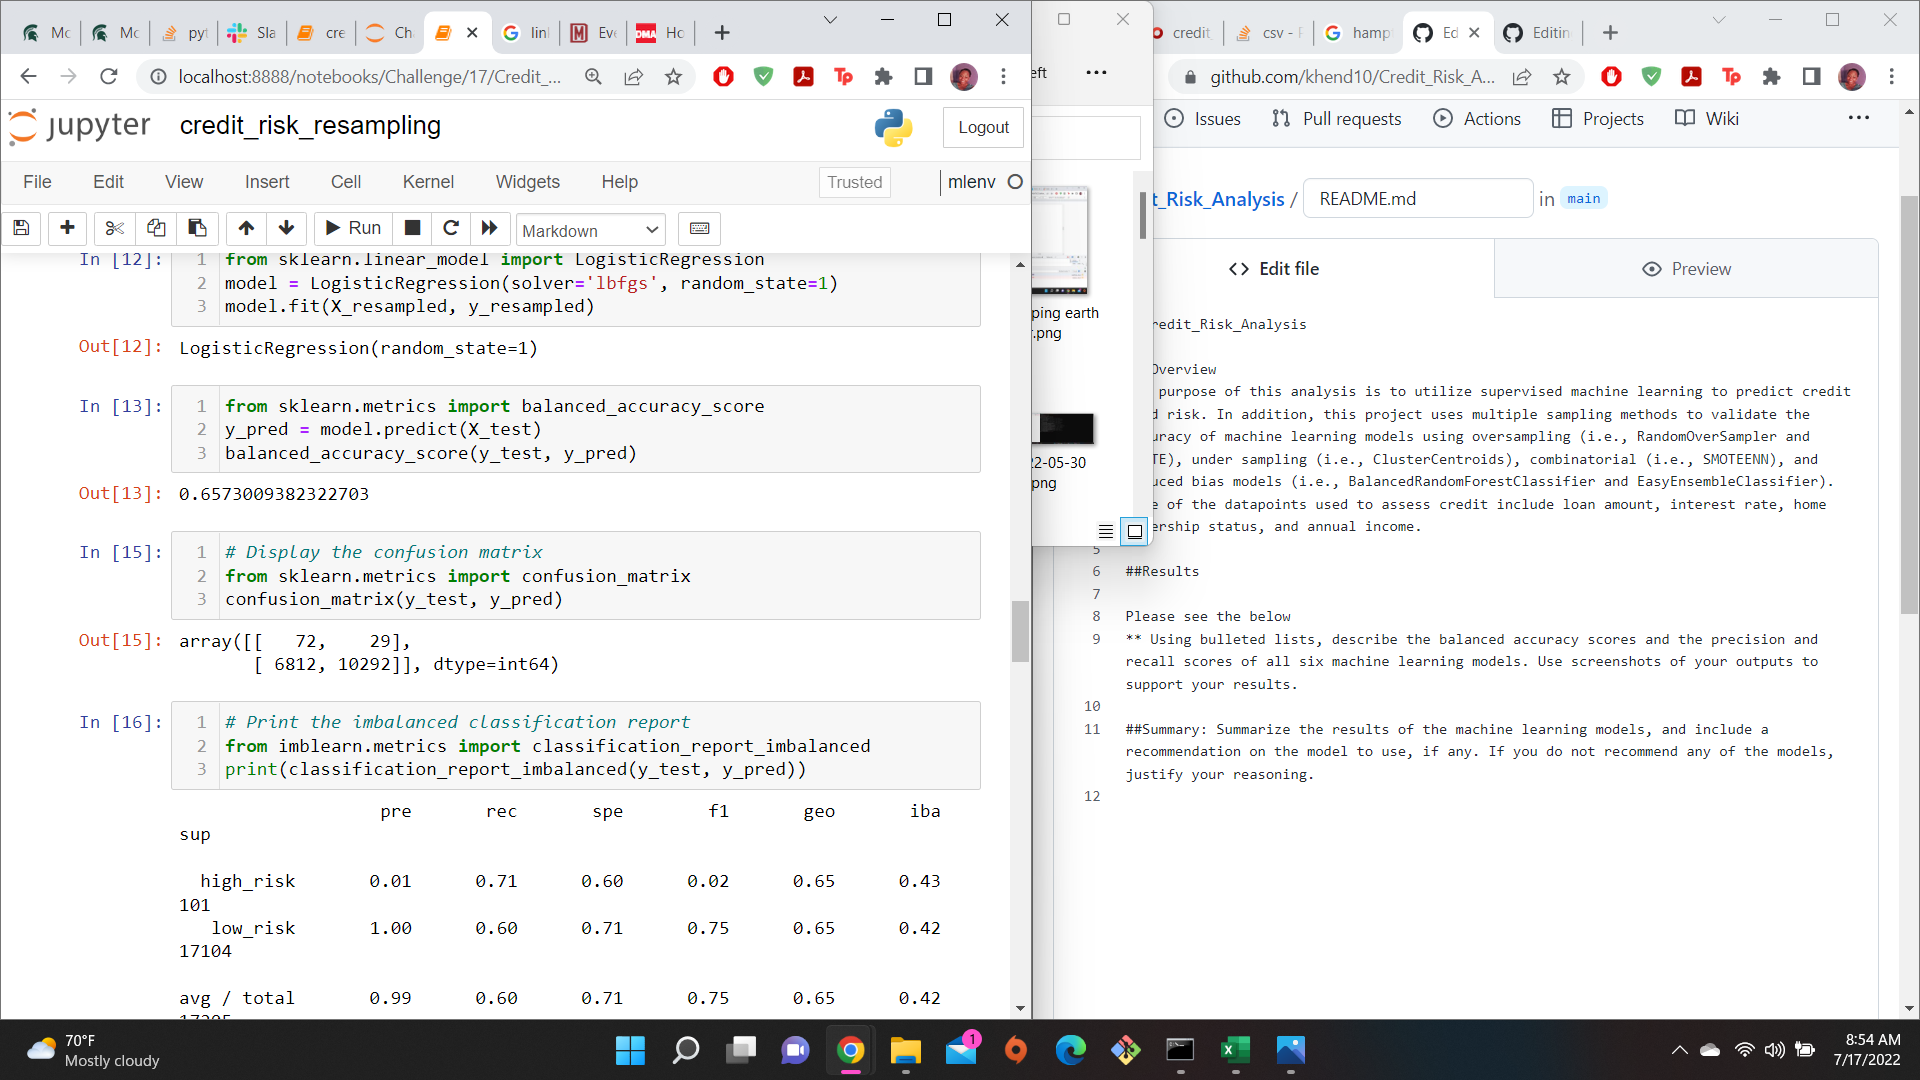 Mc
Mc
pyt
Sla
cre
Ch
linl
Eve
DMA
Ho
localhost:8888/notebooks/Challenge/17/Credit_...
jupyter
credit_risk_resampling
Logout
File
Edit
View
Insert
Cell
Kernel
Widgets
Help
Trusted
mlenv
Run
Markdown
In [12]:
1 from sklearn.linear_model import LogisticRegression
2 model = LogisticRegression(solver='lbfgs', random_state=1)
3 model.fit(X_resampled, y_resampled)
Out[12]: LogisticRegression(random_state=1)
In [13]:
1 from sklearn.metrics import balanced_accuracy_score
2 y_pred = model.predict(X_test)
3 balanced_accuracy_score(y_test, y_pred)
Out[13]: 0.6573009382322703
In [15]:
1 # Display the confusion matrix
2 from sklearn.metrics import confusion_matrix
3 confusion_matrix(y_test, y_pred)
Out[15]: array([[   72,    29],
       [ 6812, 10292]], dtype=int64)
In [16]:
1 # Print the imbalanced classification report
2 from imblearn.metrics import classification_report_imbalanced
3 print(classification_report_imbalanced(y_test, y_pred))
pre rec spe f1 geo iba
sup
high_risk 0.01 0.71 0.60 0.02 0.65 0.43
101
low_risk 1.00 0.60 0.71 0.75 0.65 0.42
17104
avg / total 0.99 0.60 0.71 0.75 0.65 0.42
17205
eft
ping earth
.png
22-05-30
png
credit
csv - F
hamp
Ed
Editin
Tp
github.com/khend10/Credit_Risk_A...
Tp
Issues
Pull requests
Actions
Projects
Wiki
t_Risk_Analysis / README.md in main
Edit file
Preview
redit_Risk_Analysis
Overview
purpose of this analysis is to utilize supervised machine learning to predict credit
d risk. In addition, this project uses multiple sampling methods to validate the
uracy of machine learning models using oversampling (i.e., RandomOverSampler and
TE), under sampling (i.e., ClusterCentroids), combinatorial (i.e., SMOTEENN), and
uced bias models (i.e., BalancedRandomForestClassifier and EasyEnsembleClassifier).
e of the datapoints used to assess credit include loan amount, interest rate, home
ership status, and annual income.
5
6 ##Results
7
8 Please see the below
9 ** Using bulleted lists, describe the balanced accuracy scores and the precision and
recall scores of all six machine learning models. Use screenshots of your outputs to
support your results.
10
11 ##Summary: Summarize the results of the machine learning models, and include a
recommendation on the model to use, if any. If you do not recommend any of the models,
justify your reasoning.
12
70°F
Mostly cloudy
1
8:54 AM
7/17/2022